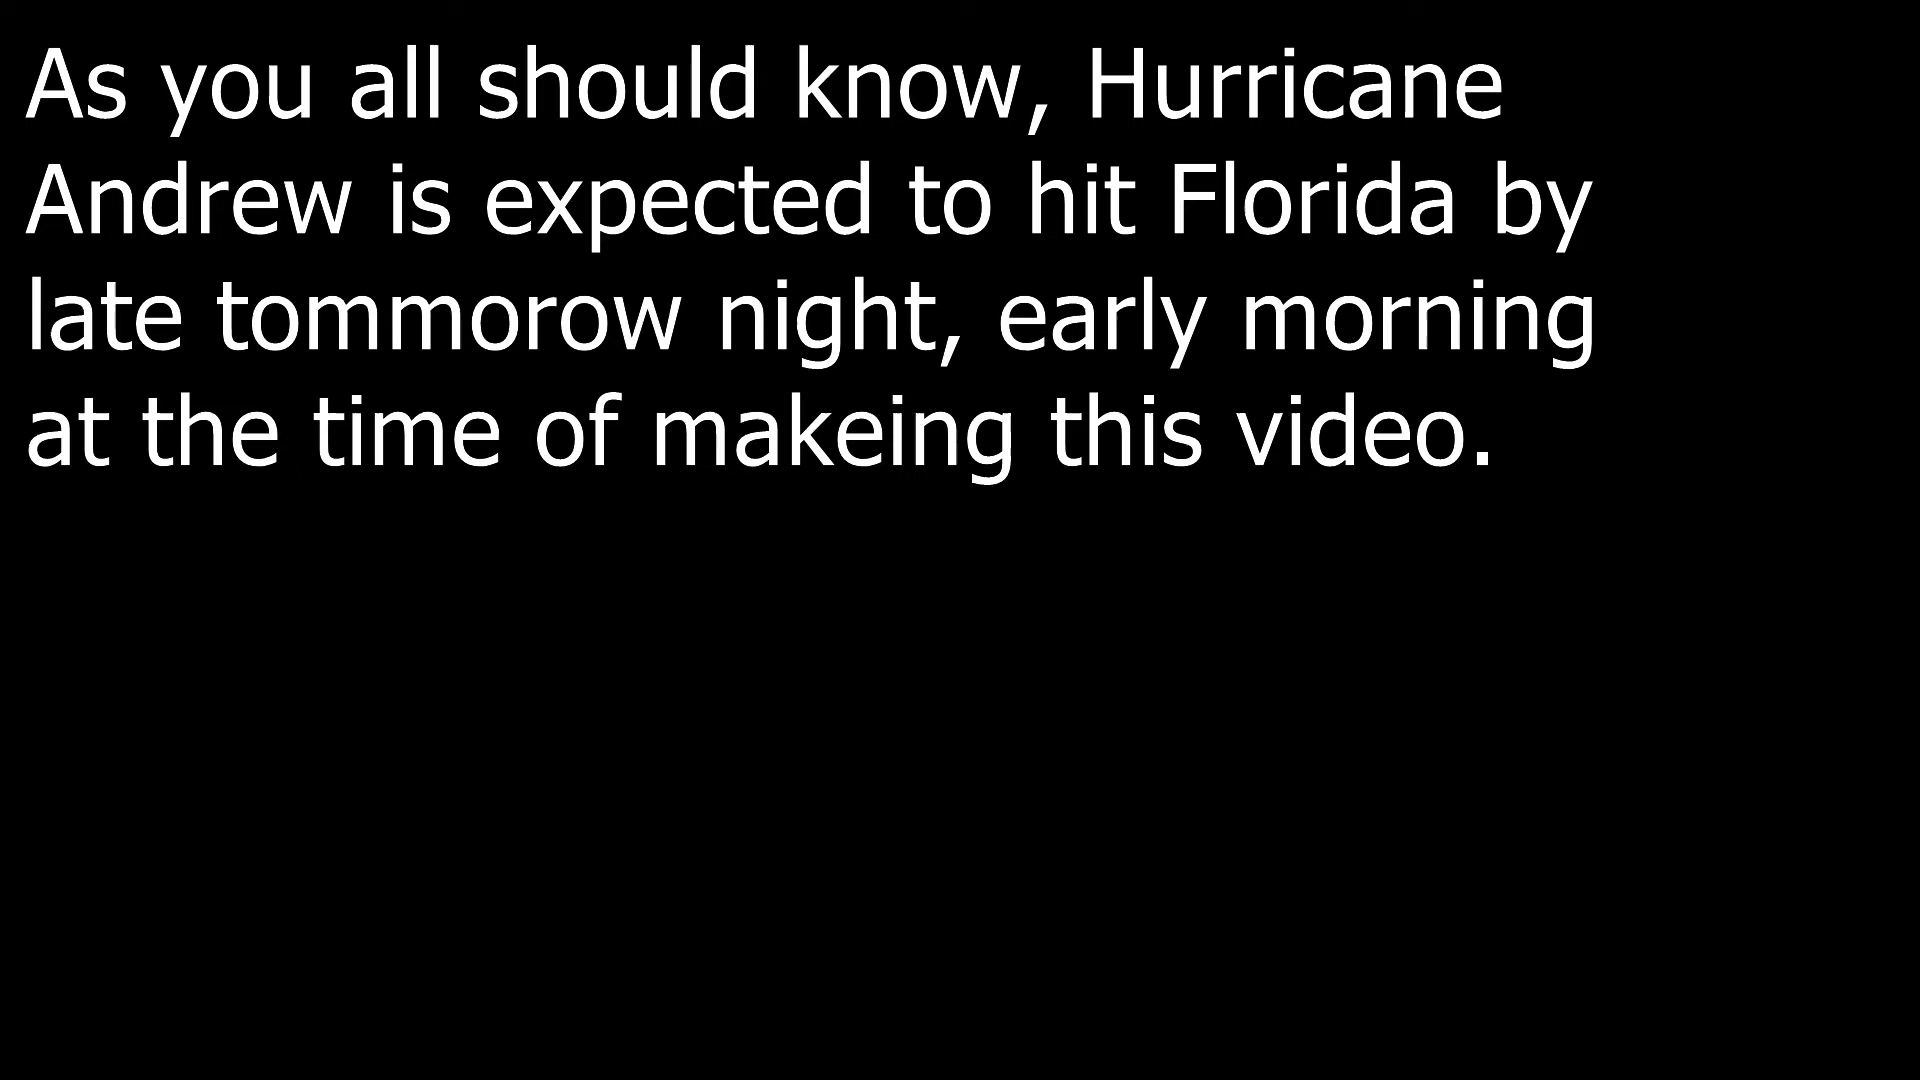 As you all should know, Hurricane
Andrew is expected to hit Florida by
late tommorow night, early morning
at the time of makeing this video.